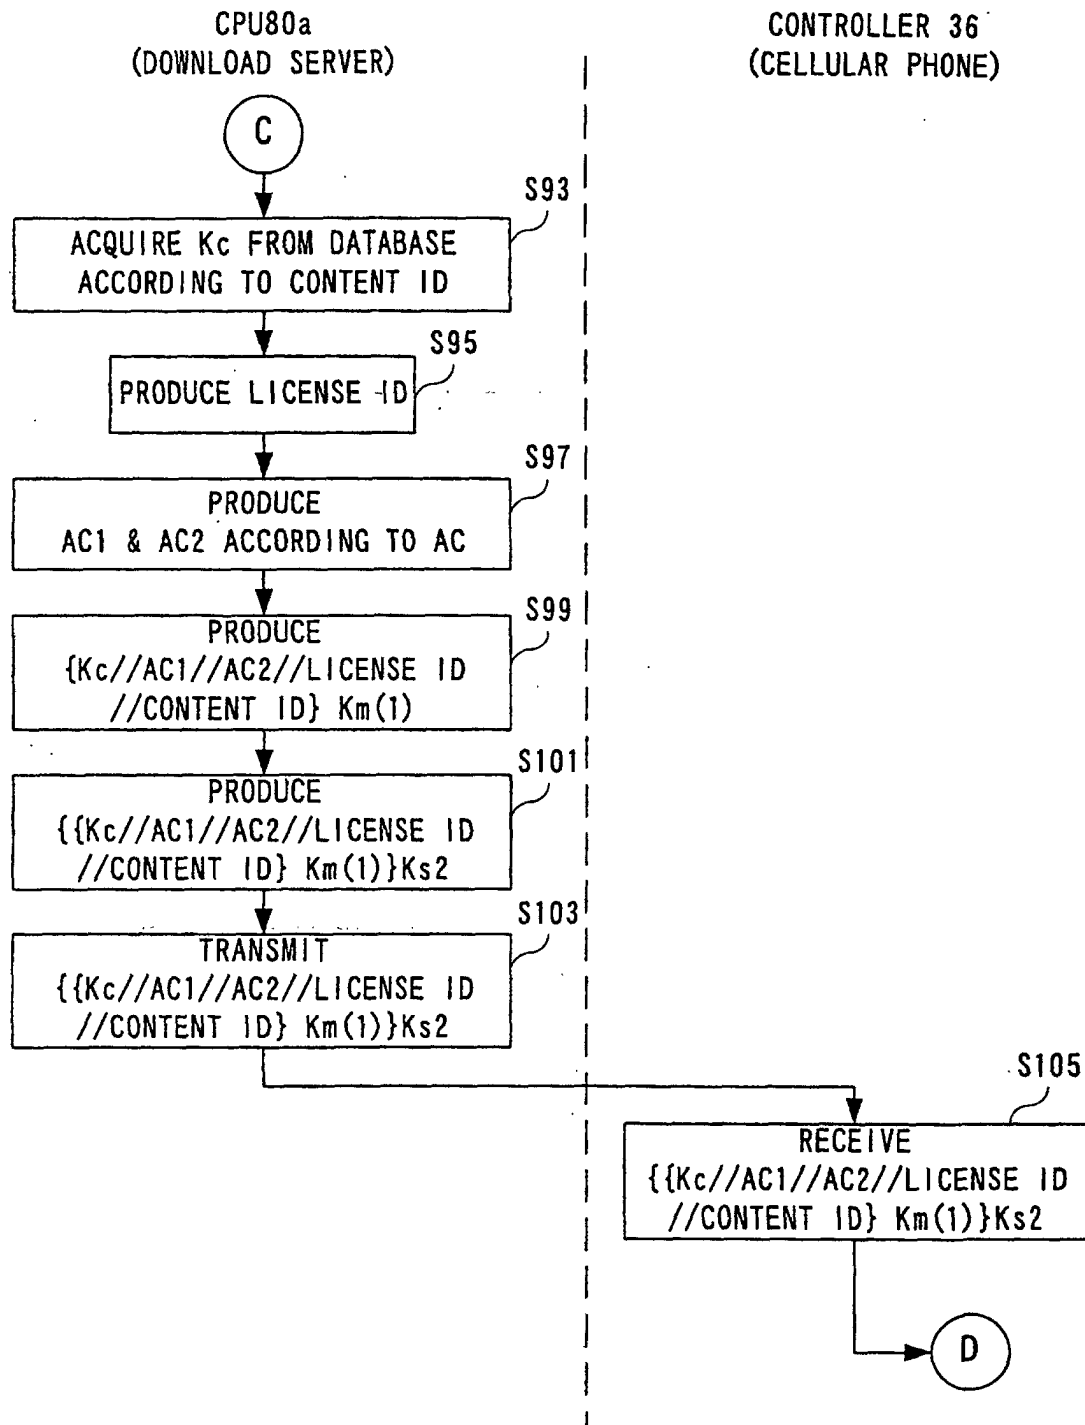 CPU80a
(DOWNLOAD SERVER)
CONTROLLER 36
(CELLULAR PHONE)
C
S93
ACQUIRE Kc FROM DATABASE
ACCORDING TO CONTENT ID
S95
PRODUCE LICENSE ID
S97
PRODUCE
AC1 & AC2 ACCORDING TO AC
S99
PRODUCE
{Kc//AC1//AC2//LICENSE ID
//CONTENT ID} Km(1)
S101
PRODUCE
{{Kc//AC1//AC2//LICENSE ID
//CONTENT ID} Km(1)}Ks2
S103
TRANSMIT
{{Kc//AC1//AC2//LICENSE ID
//CONTENT ID} Km(1)}Ks2
S105
RECEIVE
{{Kc//AC1//AC2//LICENSE ID
//CONTENT ID} Km(1)}Ks2
D